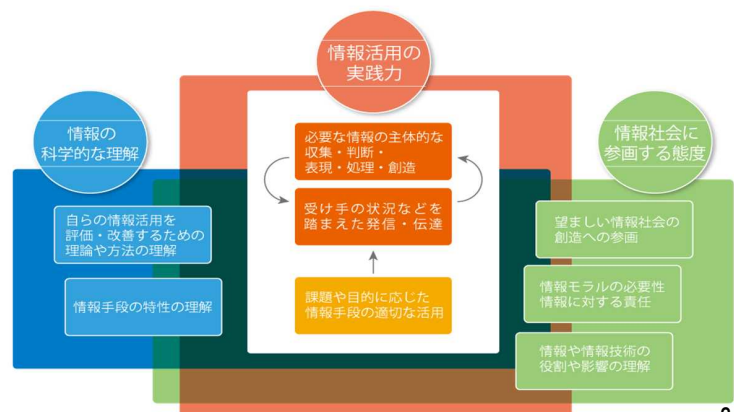 情報活用の
実践力
情報の
科学的な理解
情報社会に
参画する態度
必要な情報の主体的な
収集・判断・
表現・処理・創造
受け手の状況などを
踏まえた発信・伝達
課題や目的に応じた
情報手段の適切な活用
自らの情報活用を
評価・改善するための
理論や方法の理解
情報手段の特性の理解
望ましい情報社会の
創造への参画
情報モラルの必要性
情報に対する責任
情報や情報技術の
役割や影響の理解